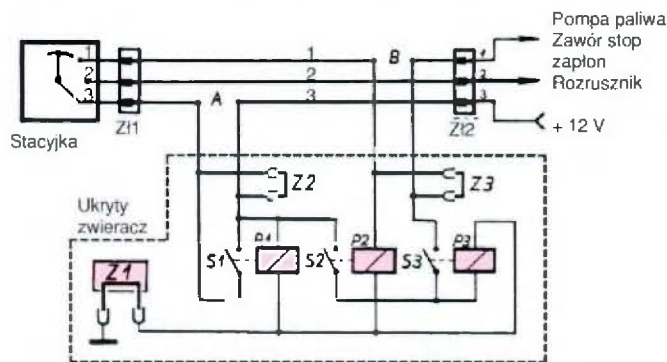 Pompa paliwa
Zawór stop
zapłon
Rozrusznik
+ 12 V
1
2
3
Stacyjka
Zł1
1
2
3
A
B
1
2
3
Zł2
Z2
Z3
Ukryty
zwieracz
Z1
S1
P1
S2
P2
S3
P3